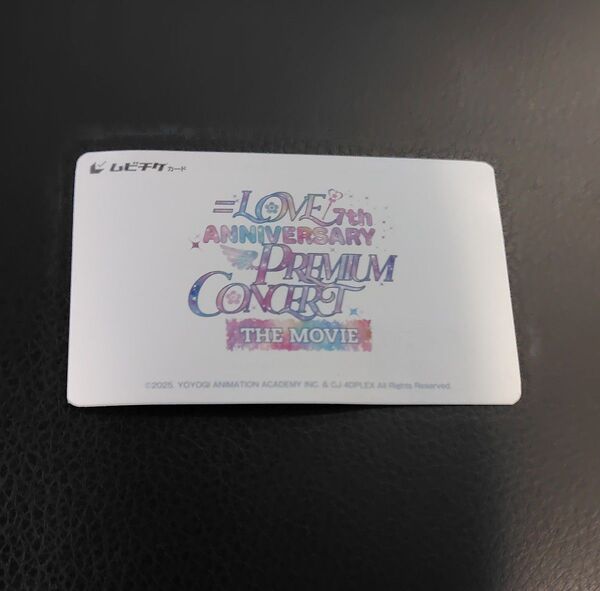 ムビチケカード
=LOVE 7th
ANNIVERSARY
PREMIUM
CONCERT
THE MOVIE
©2025. YOYOGI ANIMATION ACADEMY INC. & CJ 4DPLEX All Rights Reserved.